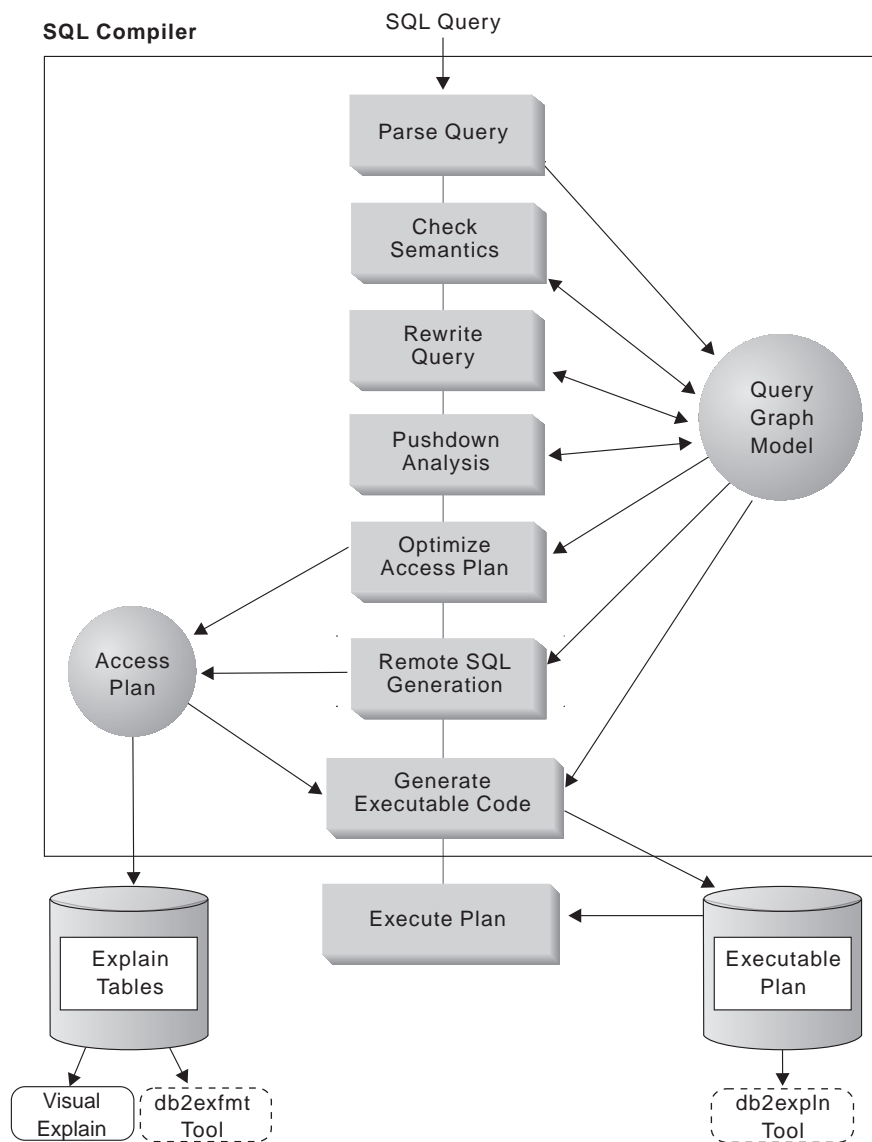 SQL Compiler
SQL Query
Parse Query
Check
Semantics
Rewrite
Query
Pushdown
Analysis
Query
Graph
Model
Optimize
Access Plan
Access
Plan
Remote SQL
Generation
Generate
Executable Code
Execute Plan
Explain
Tables
Executable
Plan
Visual
Explain
db2exfmt
Tool
db2expln
Tool